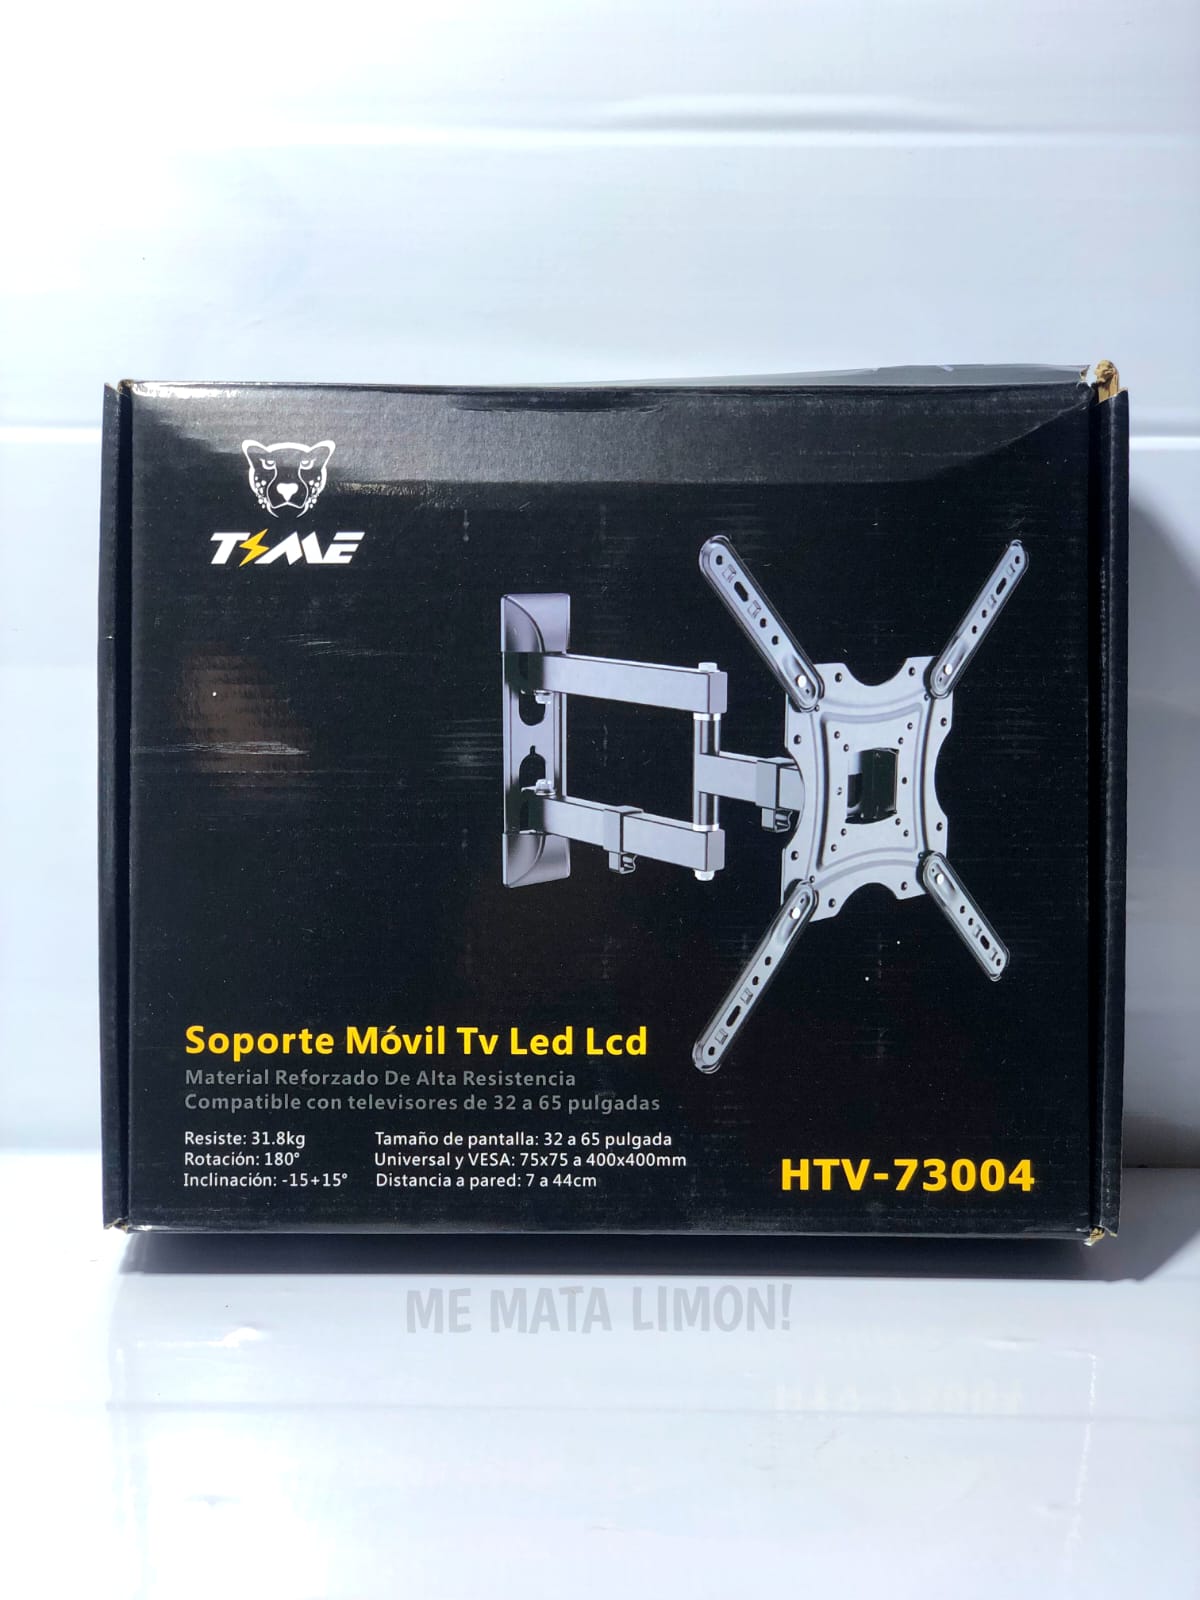 TIME
Soporte Móvil Tv Led Lcd
Material Reforzado De Alta Resistencia
Compatible con televisores de 32 a 65 pulgadas
Resiste: 31.8kg
Rotación: 180°
Inclinación: -15+15°
Tamaño de pantalla: 32 a 65 pulgada
Universal y VESA: 75x75 a 400x400mm
Distancia a pared: 7 a 44cm
HTV-73004
ME MATA LIMON!